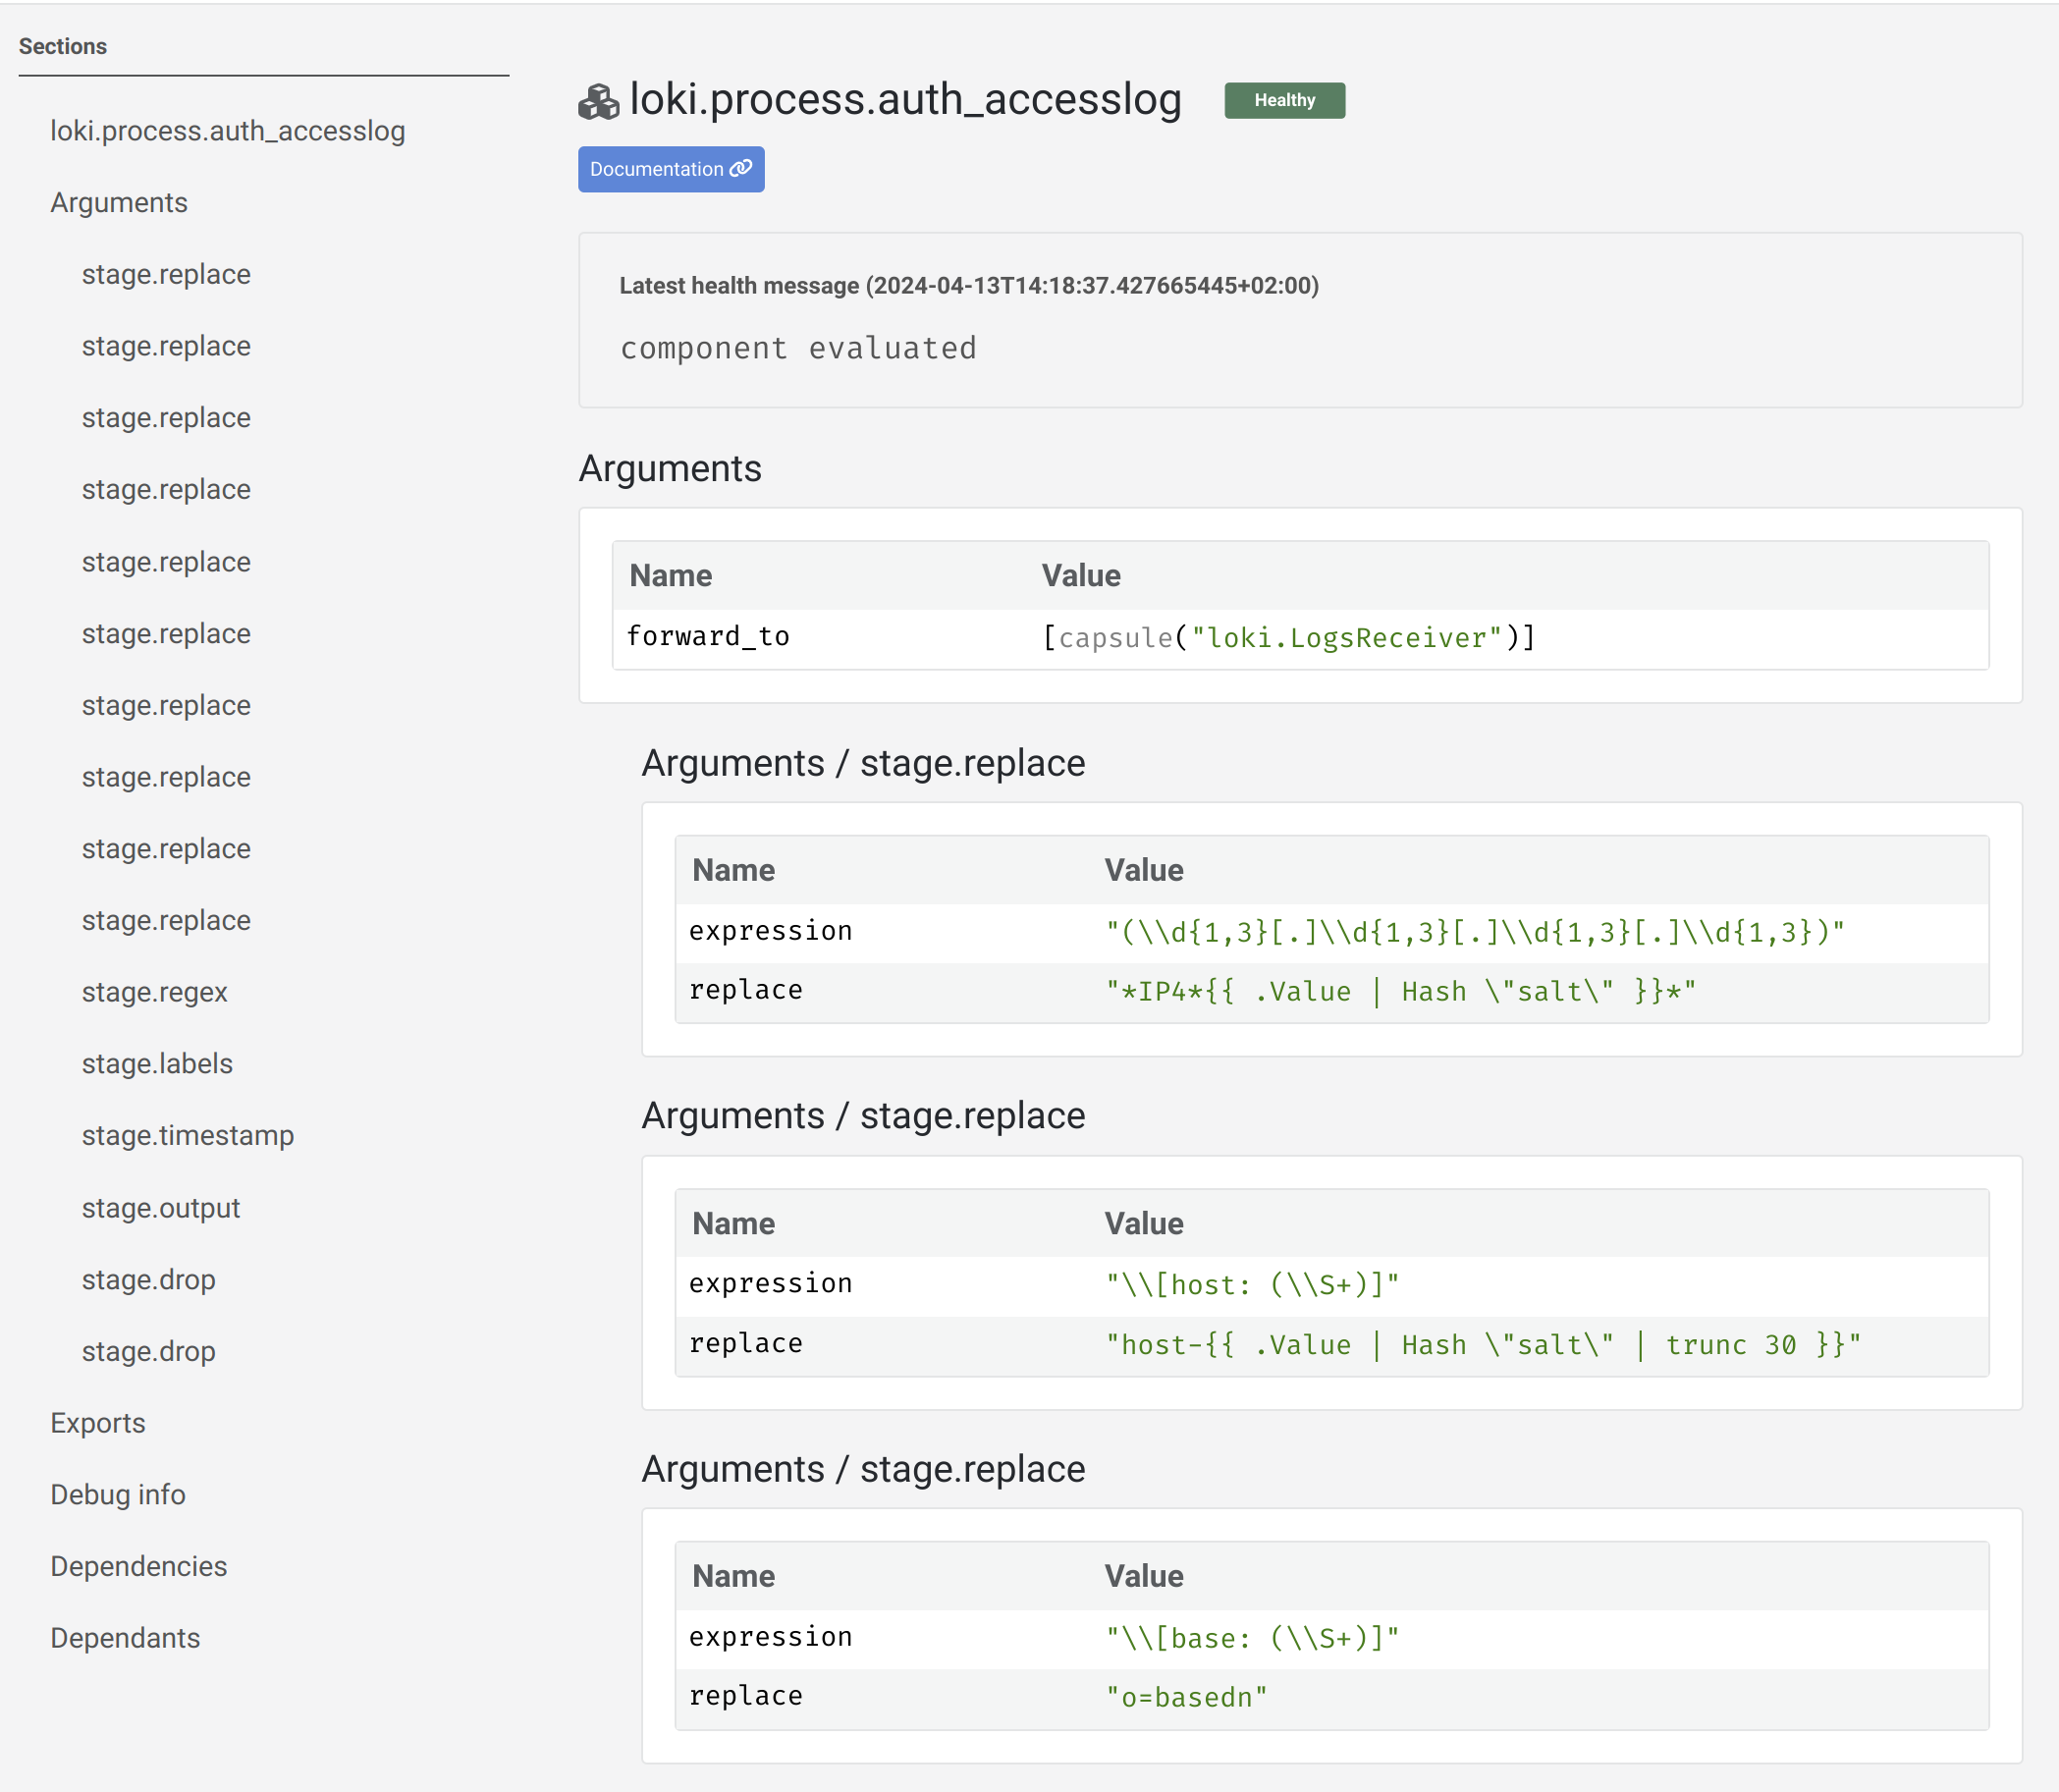 Sections
loki.process.auth_accesslog
Arguments
stage.replace
stage.replace
stage.replace
stage.replace
stage.replace
stage.replace
stage.replace
stage.replace
stage.replace
stage.replace
stage.regex
stage.labels
stage.timestamp
stage.output
stage.drop
stage.drop
Exports
Debug info
Dependencies
Dependants
loki.process.auth_accesslog Healthy
Documentation
Latest health message (2024-04-13T14:18:37.427665445+02:00)
component evaluated
Arguments
Name Value
forward_to [capsule("loki.LogsReceiver")]
Arguments / stage.replace
Name Value
expression "(\\d{1,3}[.]\\d{1,3}[.]\\d{1,3}[.]\\d{1,3})"
replace "*IP4*{{ .Value | Hash \"salt\" }}*"
Arguments / stage.replace
Name Value
expression "\\[host: (\\S+)]"
replace "host-{{ .Value | Hash \"salt\" | trunc 30 }}"
Arguments / stage.replace
Name Value
expression "\\[base: (\\S+)]"
replace "o=basedn"